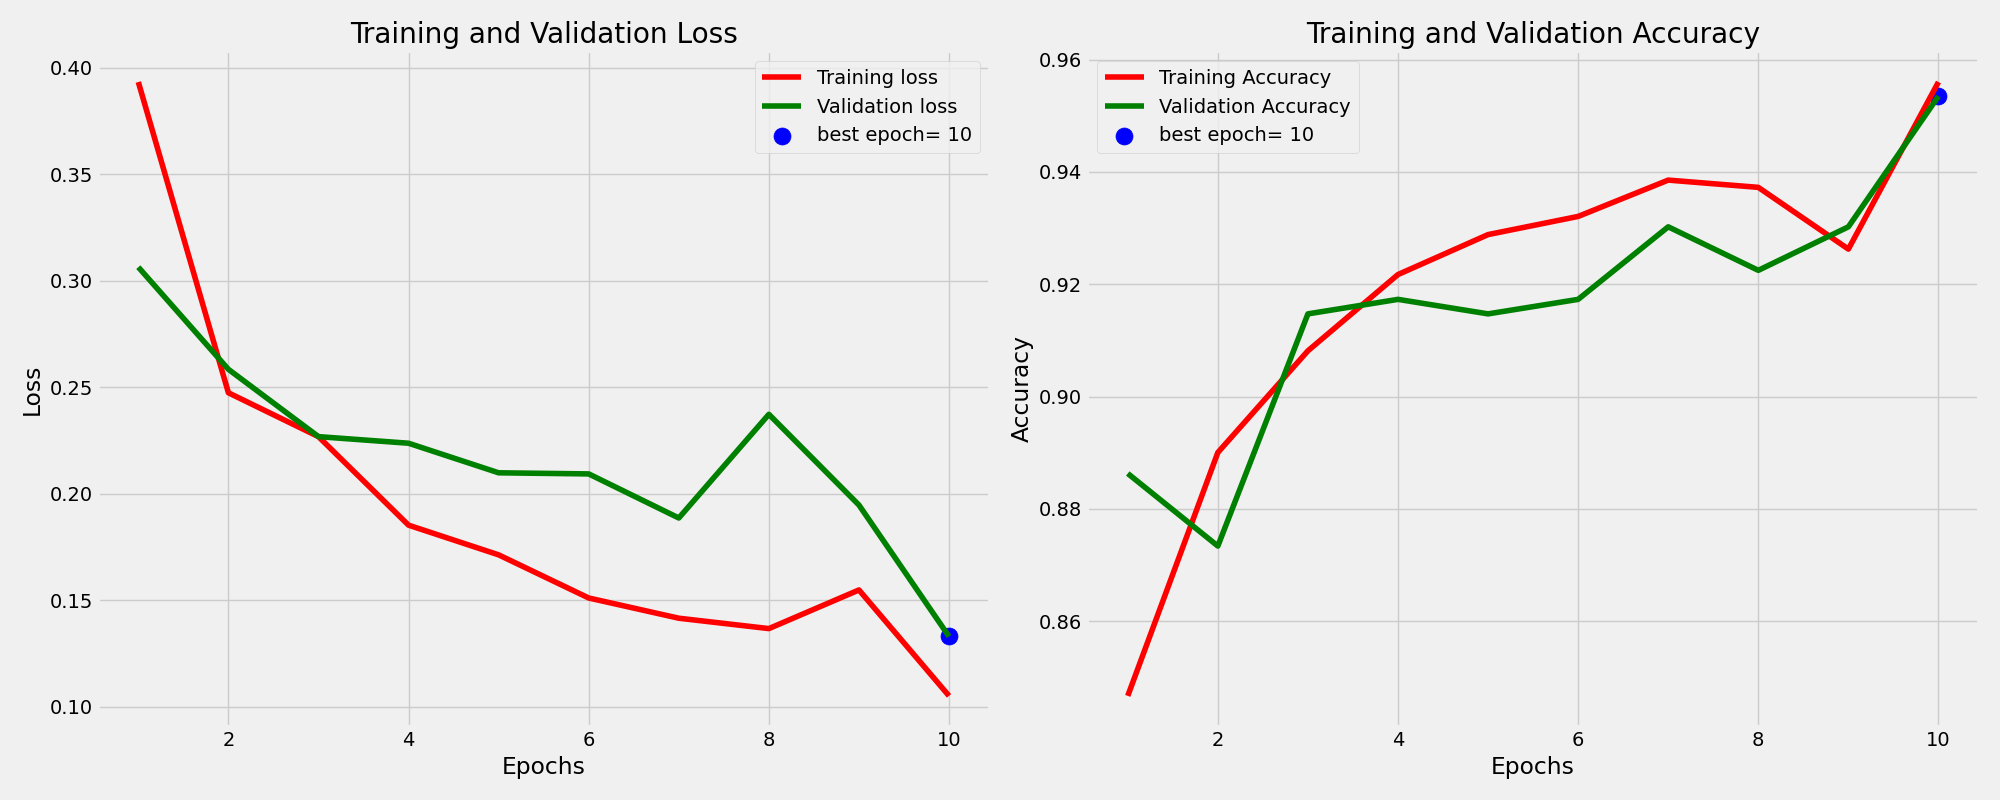 Training and Validation Loss
0.40
0.35
0.30
0.25
0.20
0.15
0.10
Loss
Training loss
Validation loss
best epoch= 10
2 4 6 8 10
Epochs
Training and Validation Accuracy
0.96
0.94
0.92
0.90
0.88
0.86
Accuracy
Training Accuracy
Validation Accuracy
best epoch= 10
2 4 6 8 10
Epochs